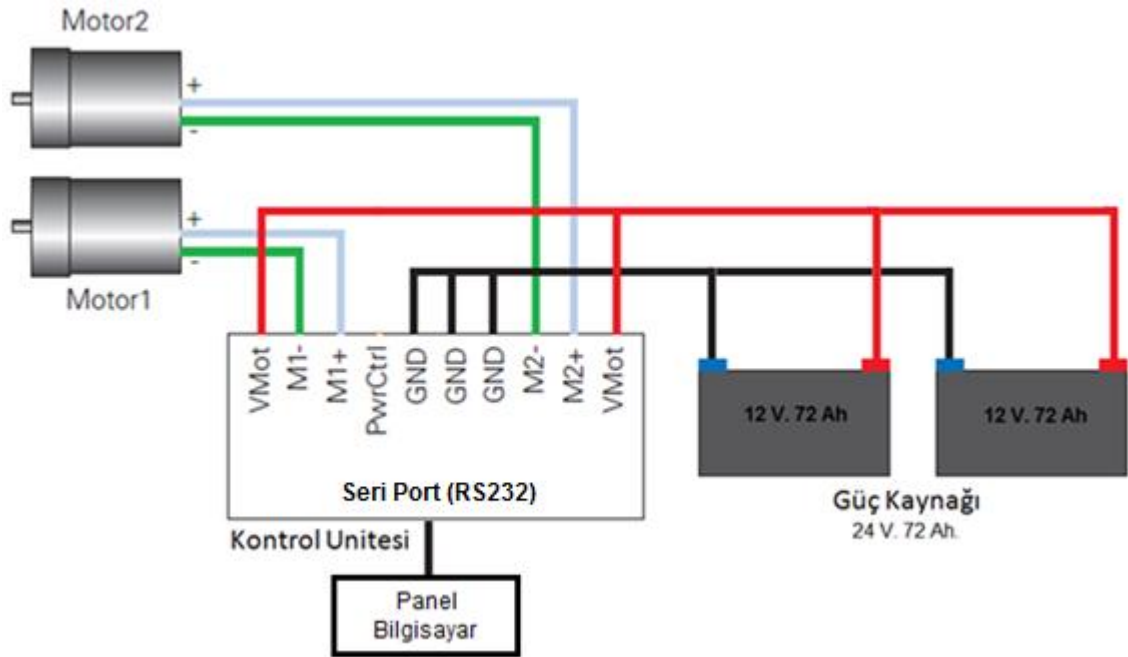 Motor2
+
-
+
-
Motor1
VMot
M1-
M1+
PwrCtrl
GND
GND
GND
M2-
M2+
VMot
Seri Port (RS232)
Kontrol Unitesi
Panel
Bilgisayar
12 V. 72 Ah
12 V. 72 Ah
Güç Kaynağı
24 V. 72 Ah.